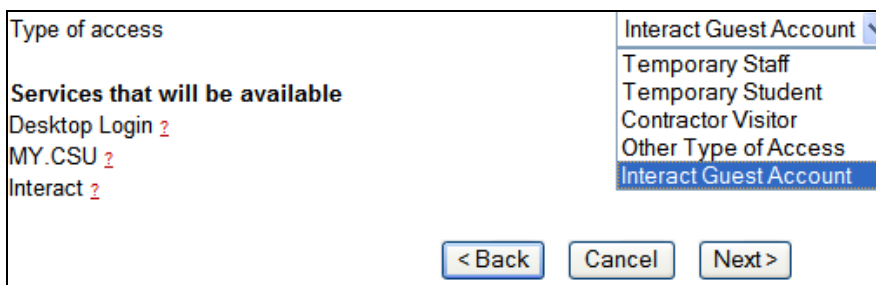 Type of access Interact Guest Account
Temporary Staff
Services that will be available Temporary Student
Desktop Login ? Contractor Visitor
MY.CSU ? Other Type of Access
Interact ? Interact Guest Account
< Back Cancel Next >